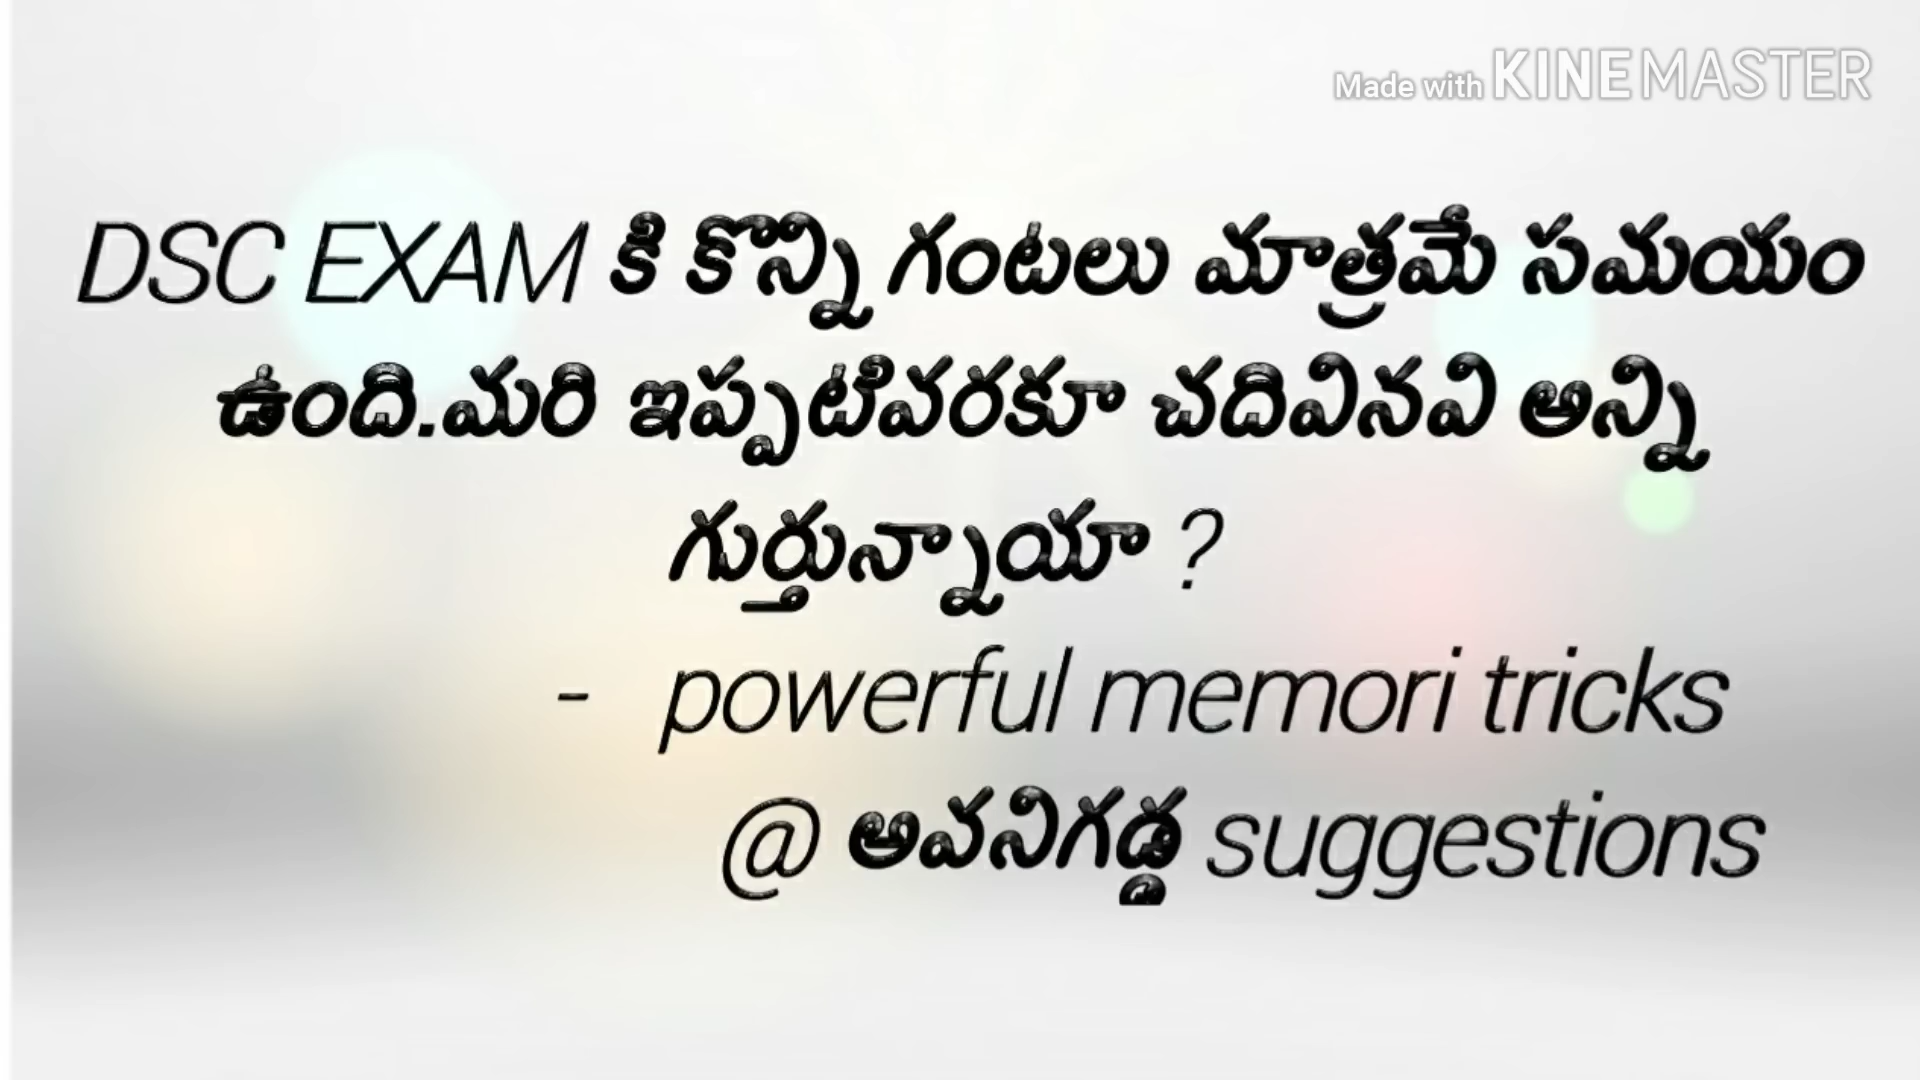 Made with KINEMASTER
DSC EXAM కి కొన్ని గంటలు మాత్రమే సమయం
ఉంది.మరి ఇప్పటివరకూ చదివినవి అన్ని
గుర్తున్నాయా ?
- powerful memori tricks
@ అవనిగడ్డ suggestions